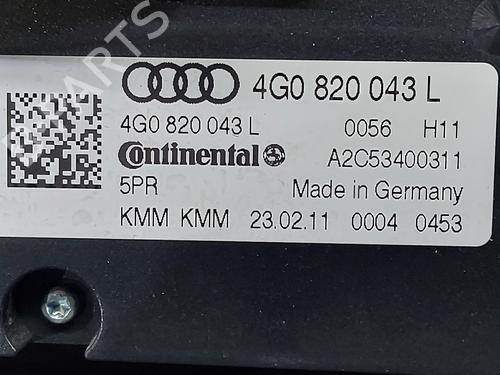 PARTS
4G0 820 043 L
4G0 820 043 L 0056 H11
Continental A2C53400311
5PR Made in Germany
KMM KMM 23.02.11 0004 0453